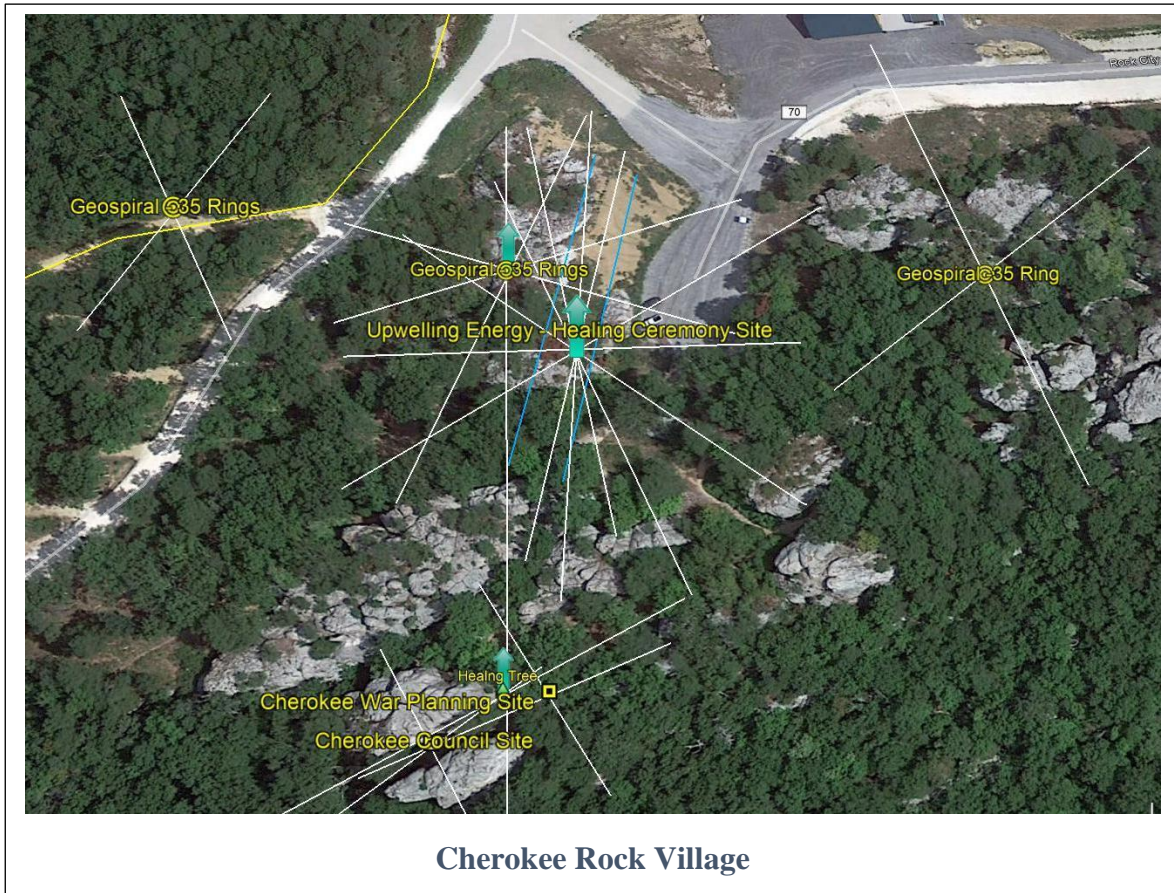 Rock City
70
Geospiral@35 Rings
Geospiral@35 Rings
Geospiral@35 Ring
Upwelling Energy - Healing Ceremony Site
Healng Tree
Cherokee War Planning Site
Cherokee Council Site
Cherokee Rock Village